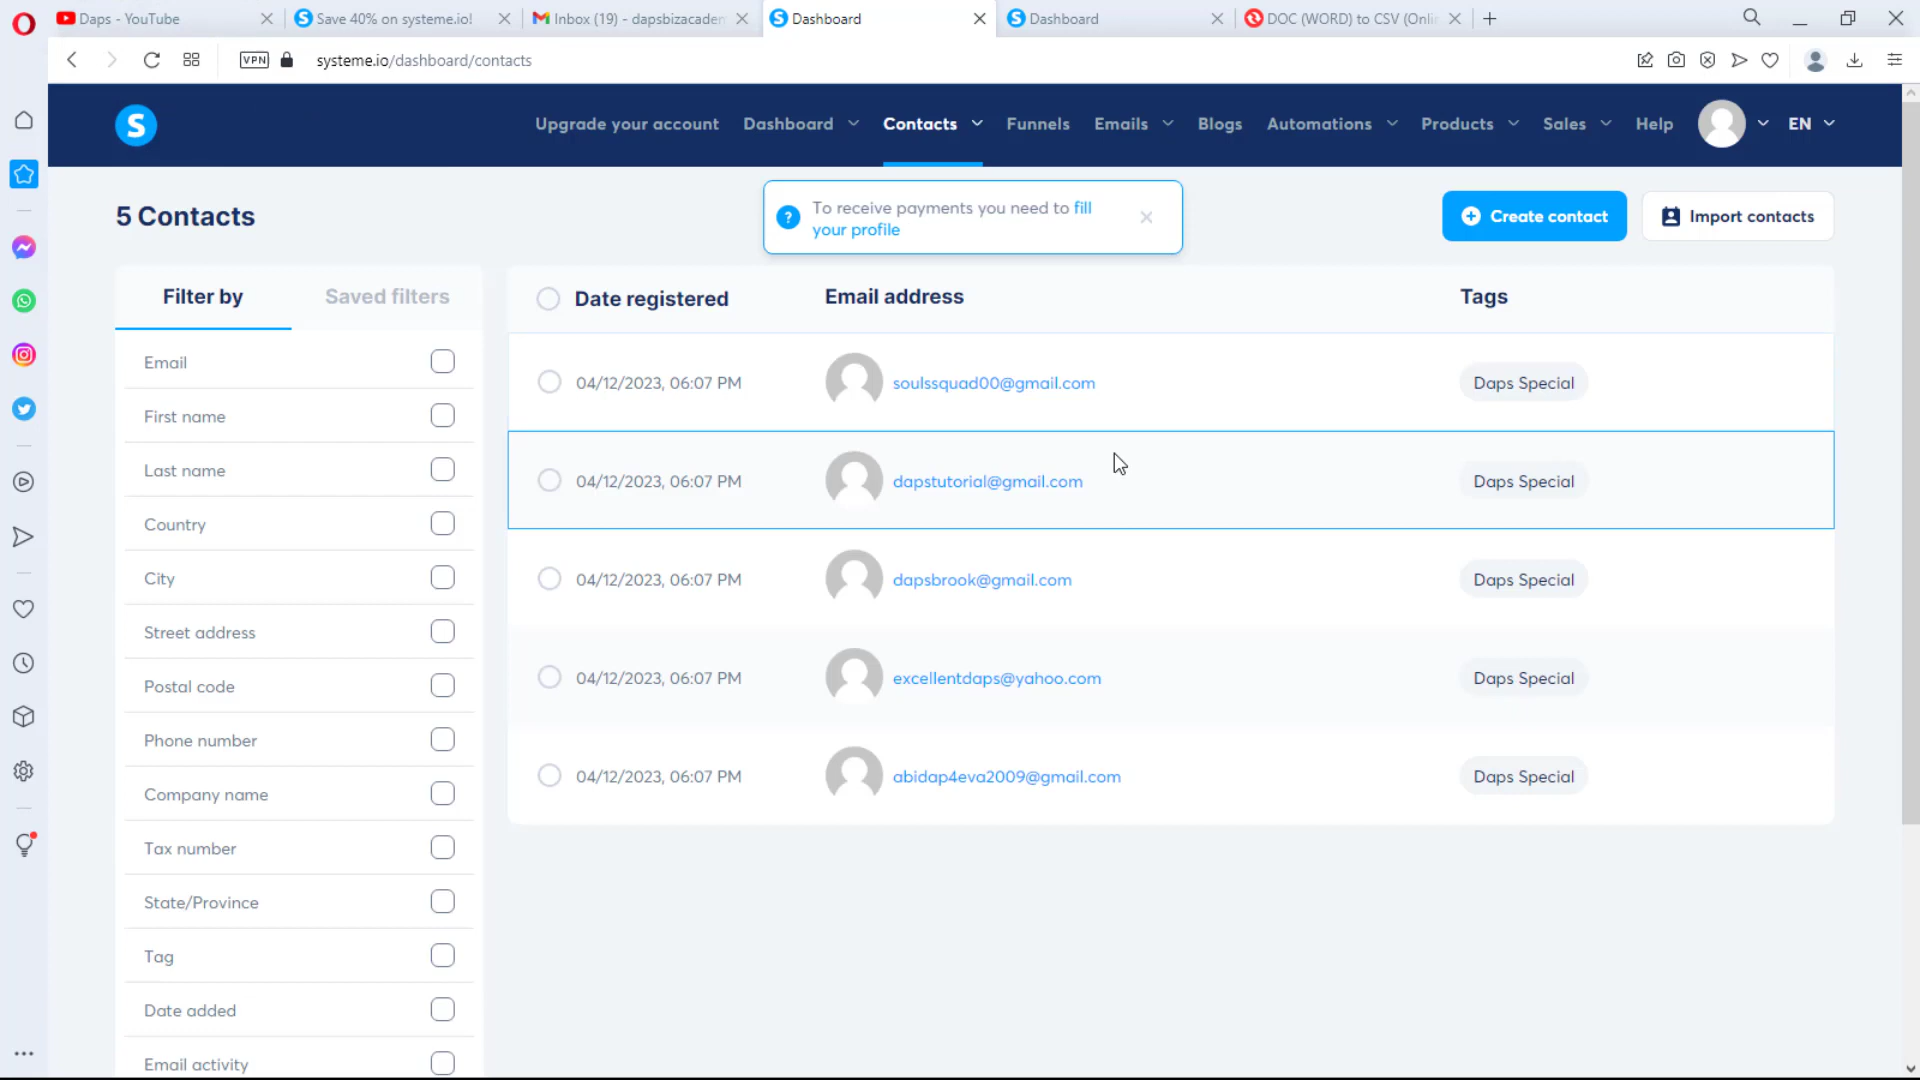 Daps - YouTube
Save 40% on systeme.io!
Inbox (19) - dapsbizacadem
Dashboard
Dashboard
DOC (WORD) to CSV (Onlin
VPN
systeme.io/dashboard/contacts
S
Upgrade your account
Dashboard
Contacts
Funnels
Emails
Blogs
Automations
Products
Sales
Help
EN
5 Contacts
To receive payments you need to fill
your profile
Create contact
Import contacts
Filter by
Saved filters
Email
First name
Last name
Country
City
Street address
Postal code
Phone number
Company name
Tax number
State/Province
Tag
Date added
Email activity
Date registered
Email address
Tags
04/12/2023, 06:07 PM
soulssquad00@gmail.com
Daps Special
04/12/2023, 06:07 PM
dapstutorial@gmail.com
Daps Special
04/12/2023, 06:07 PM
dapsbrook@gmail.com
Daps Special
04/12/2023, 06:07 PM
excellentdaps@yahoo.com
Daps Special
04/12/2023, 06:07 PM
abidap4eva2009@gmail.com
Daps Special